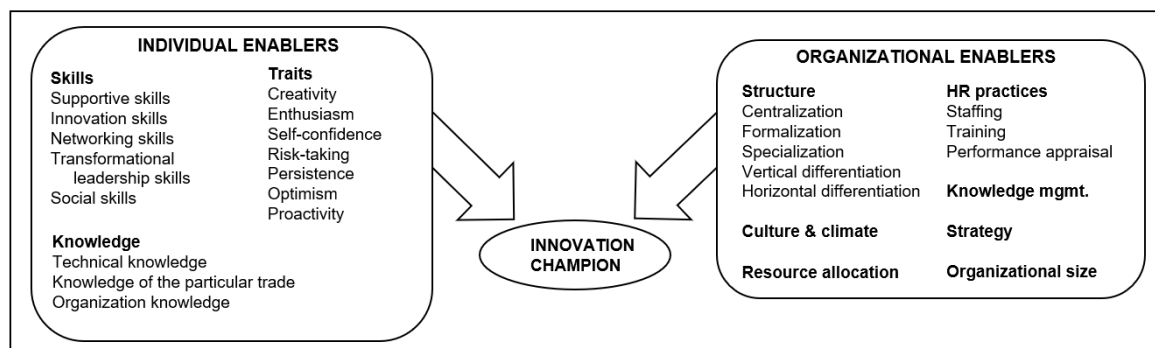 INDIVIDUAL ENABLERS
Skills
Supportive skills
Innovation skills
Networking skills
Transformational
leadership skills
Social skills
Traits
Creativity
Enthusiasm
Self-confidence
Risk-taking
Persistence
Optimism
Proactivity
Knowledge
Technical knowledge
Knowledge of the particular trade
Organization knowledge
INNOVATION
CHAMPION
ORGANIZATIONAL ENABLERS
Structure
Centralization
Formalization
Specialization
Vertical differentiation
Horizontal differentiation
Culture & climate
Resource allocation
HR practices
Staffing
Training
Performance appraisal
Knowledge mgmt.
Strategy
Organizational size